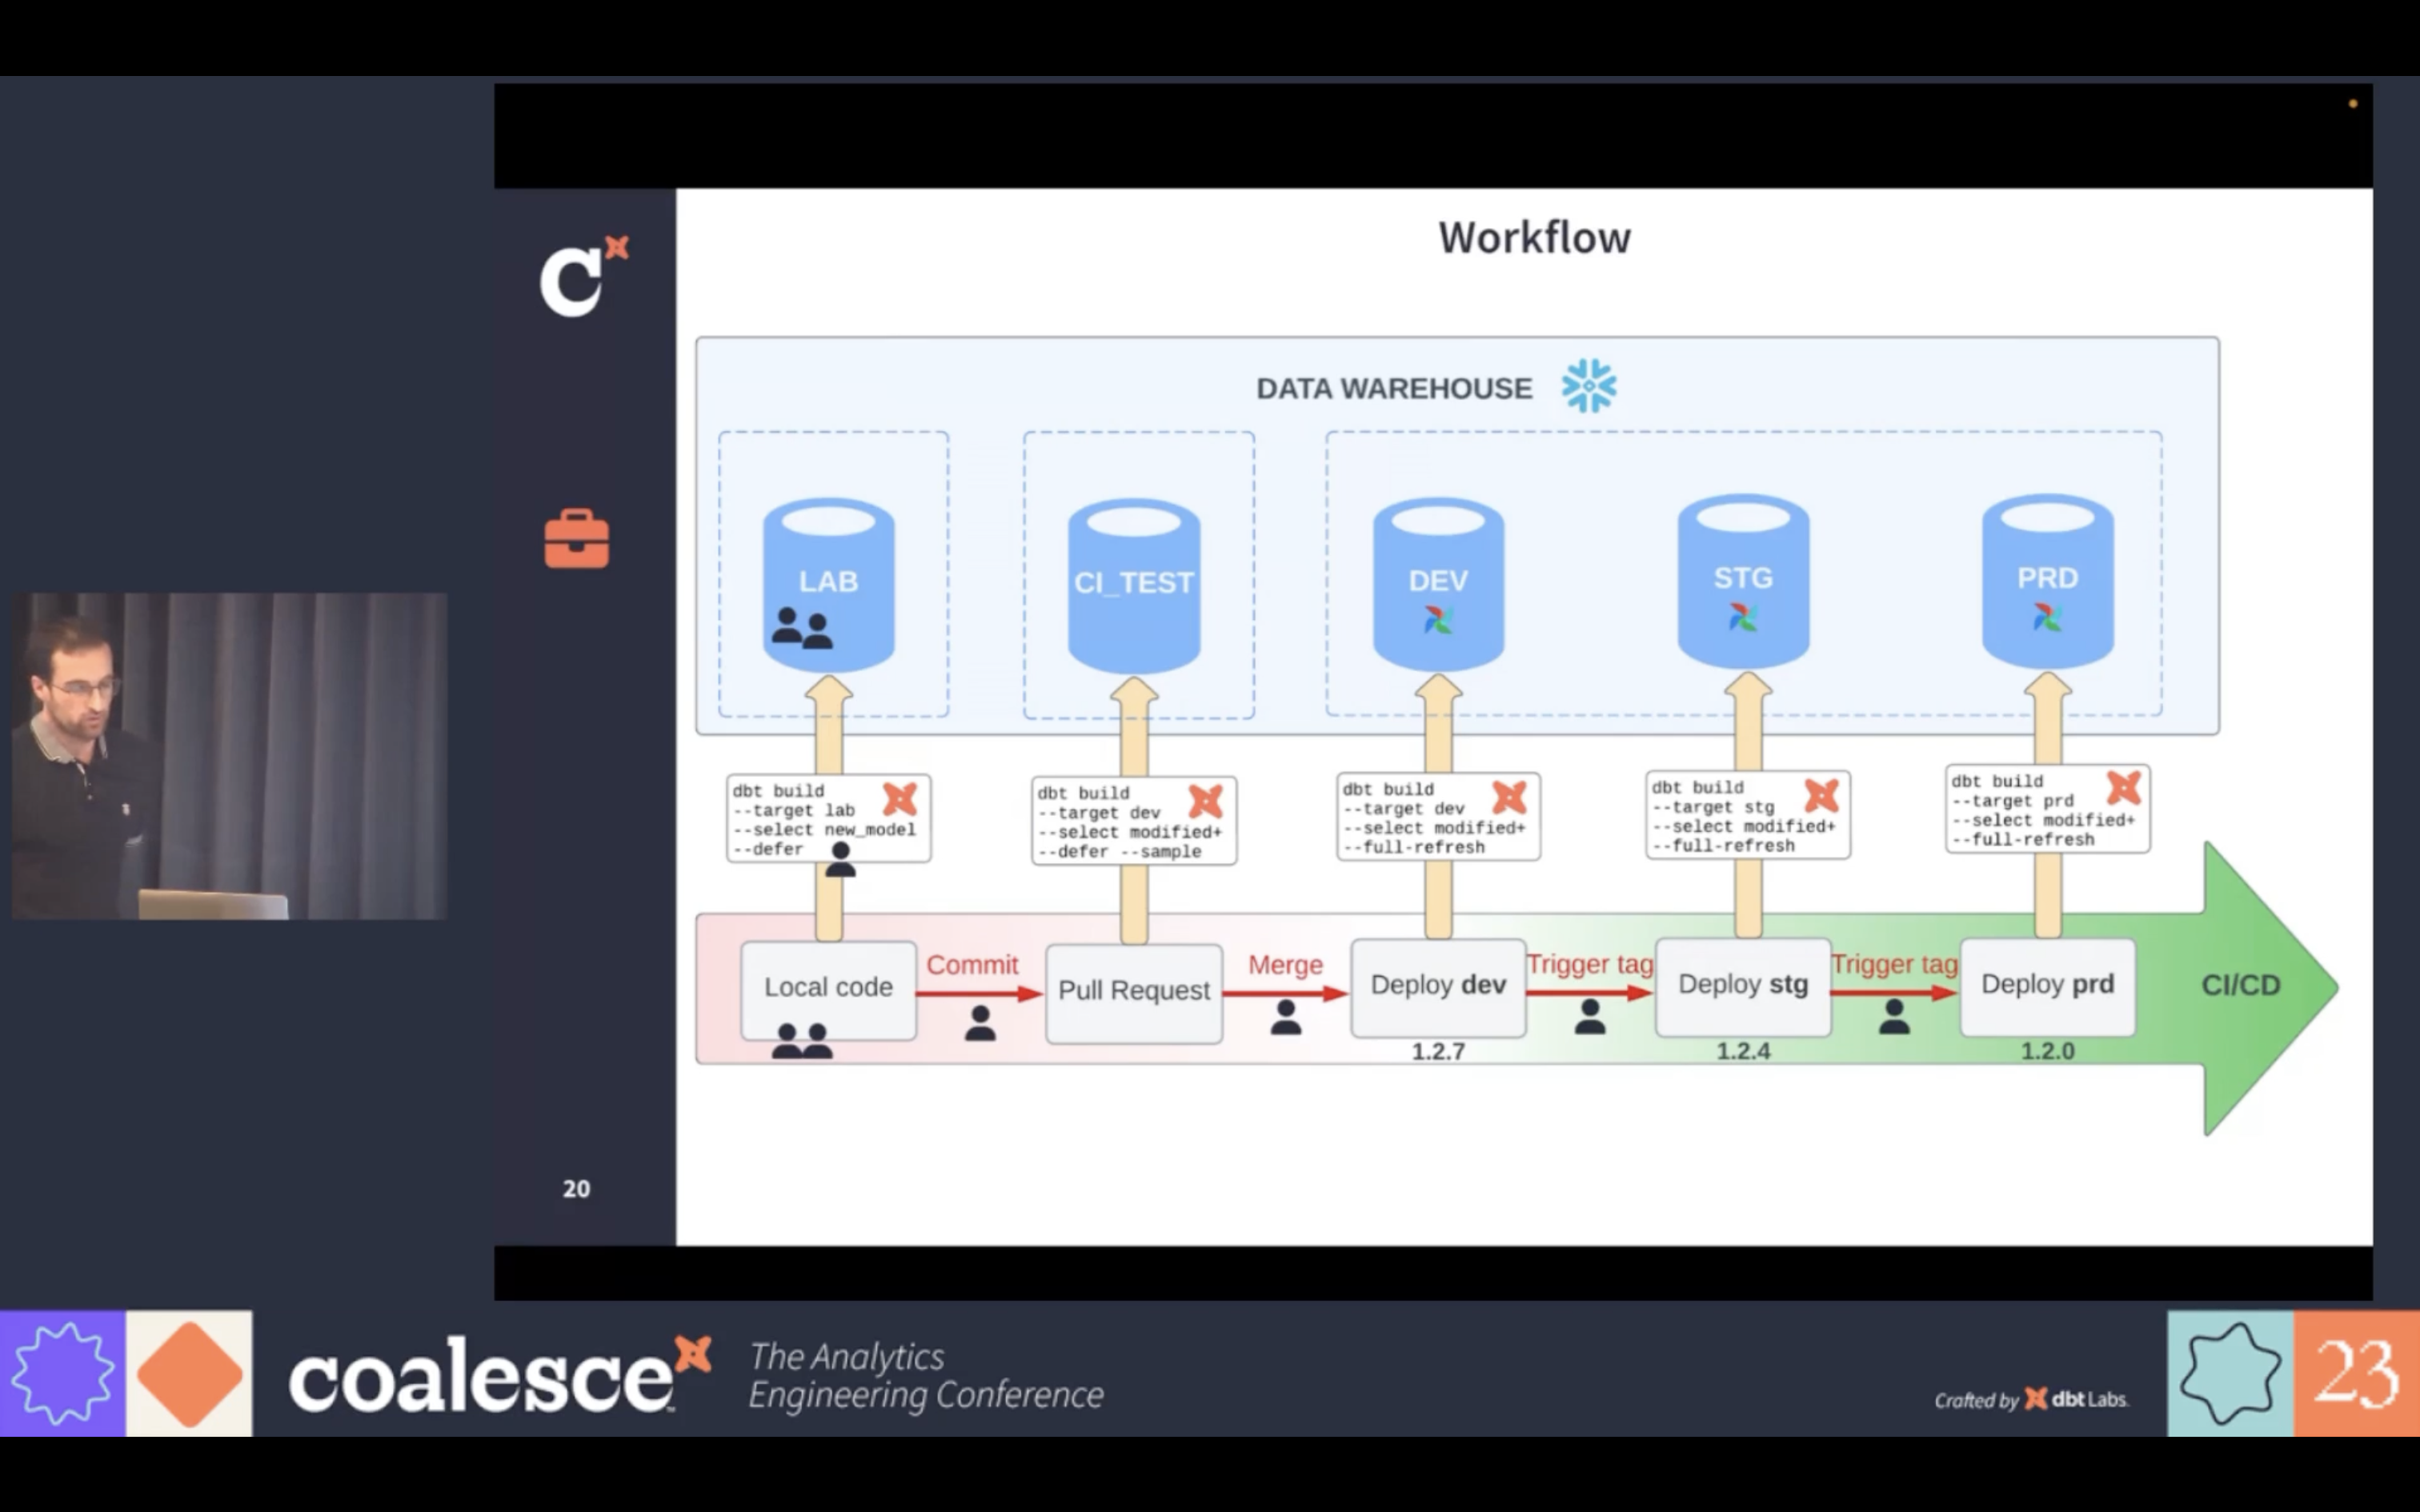 C
Workflow
DATA WAREHOUSE
LAB
CI_TEST
DEV
STG
PRD
dbt build
--target lab
--select new_model
--defer
dbt build
--target dev
--select modified+
--defer --sample
dbt build
--target dev
--select modified+
--full-refresh
dbt build
--target stg
--select modified+
--full-refresh
dbt build
--target prd
--select modified+
--full-refresh
Local code
Commit
Pull Request
Merge
Deploy dev
Trigger tag
Deploy stg
Trigger tag
Deploy prd
CI/CD
1.2.7
1.2.4
1.2.0
20
coalesce
The Analytics
Engineering Conference
Crafted by dbt Labs.
23